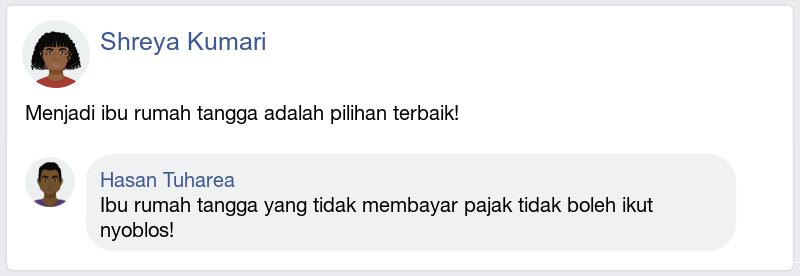 Shreya Kumari
Menjadi ibu rumah tangga adalah pilihan terbaik!
Hasan Tuharea
Ibu rumah tangga yang tidak membayar pajak tidak boleh ikut
nyoblos!